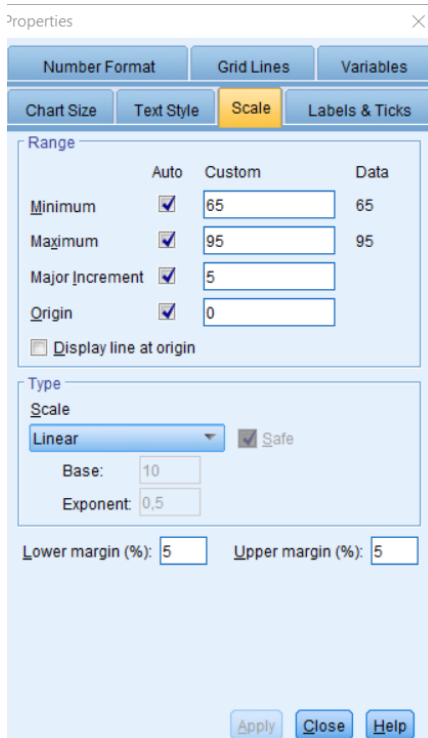 Properties
Number Format Grid Lines Variables
Chart Size Text Style Scale Labels & Ticks
Range
Auto Custom Data
Minimum 65 65
Maximum 95 95
Major Increment 5
Origin 0
Display line at origin
Type
Scale
Linear Safe
Base: 10
Exponent: 0,5
Lower margin (%): 5 Upper margin (%): 5
Apply Close Help